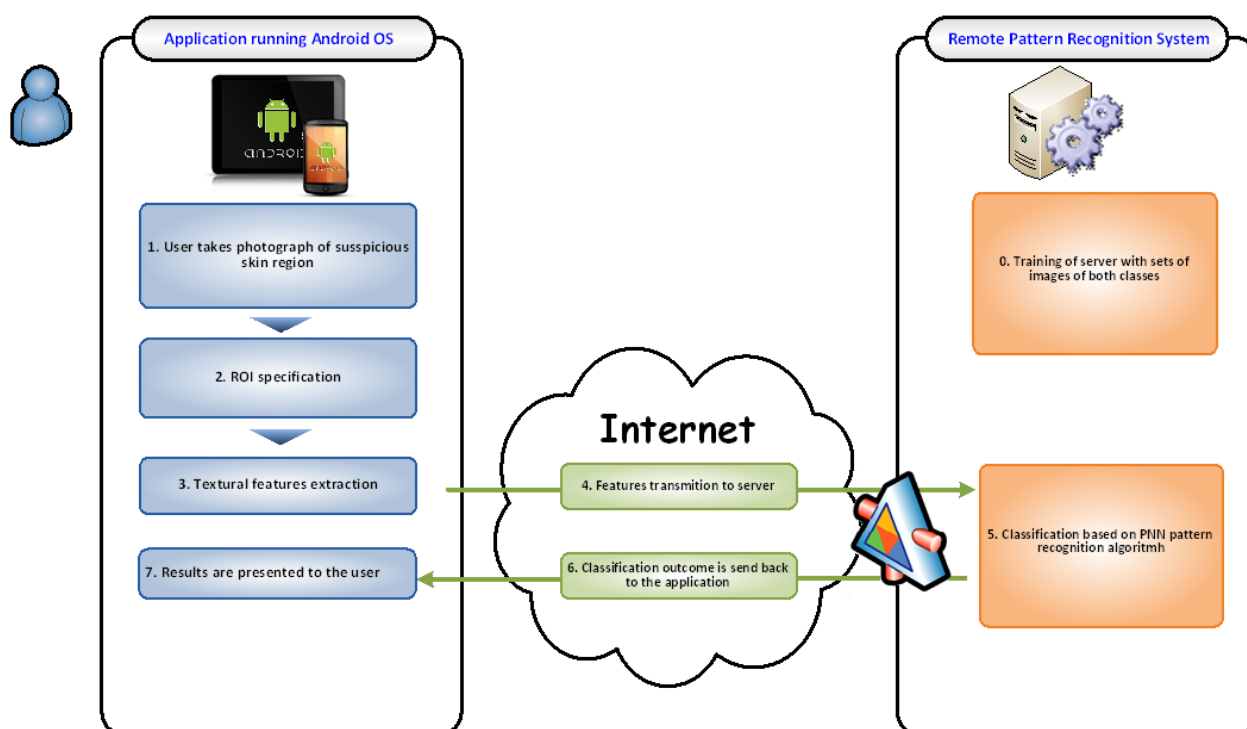 Application running Android OS
Remote Pattern Recognition System
ANDROID
ANDROID
1. User takes photograph of susspicious
skin region
0. Training of server with sets of
images of both classes
2. ROI specification
Internet
3. Textural features extraction
4. Features transmition to server
5. Classification based on PNN pattern
recognition algoritmh
6. Classification outcome is send back
to the application
7. Results are presented to the user